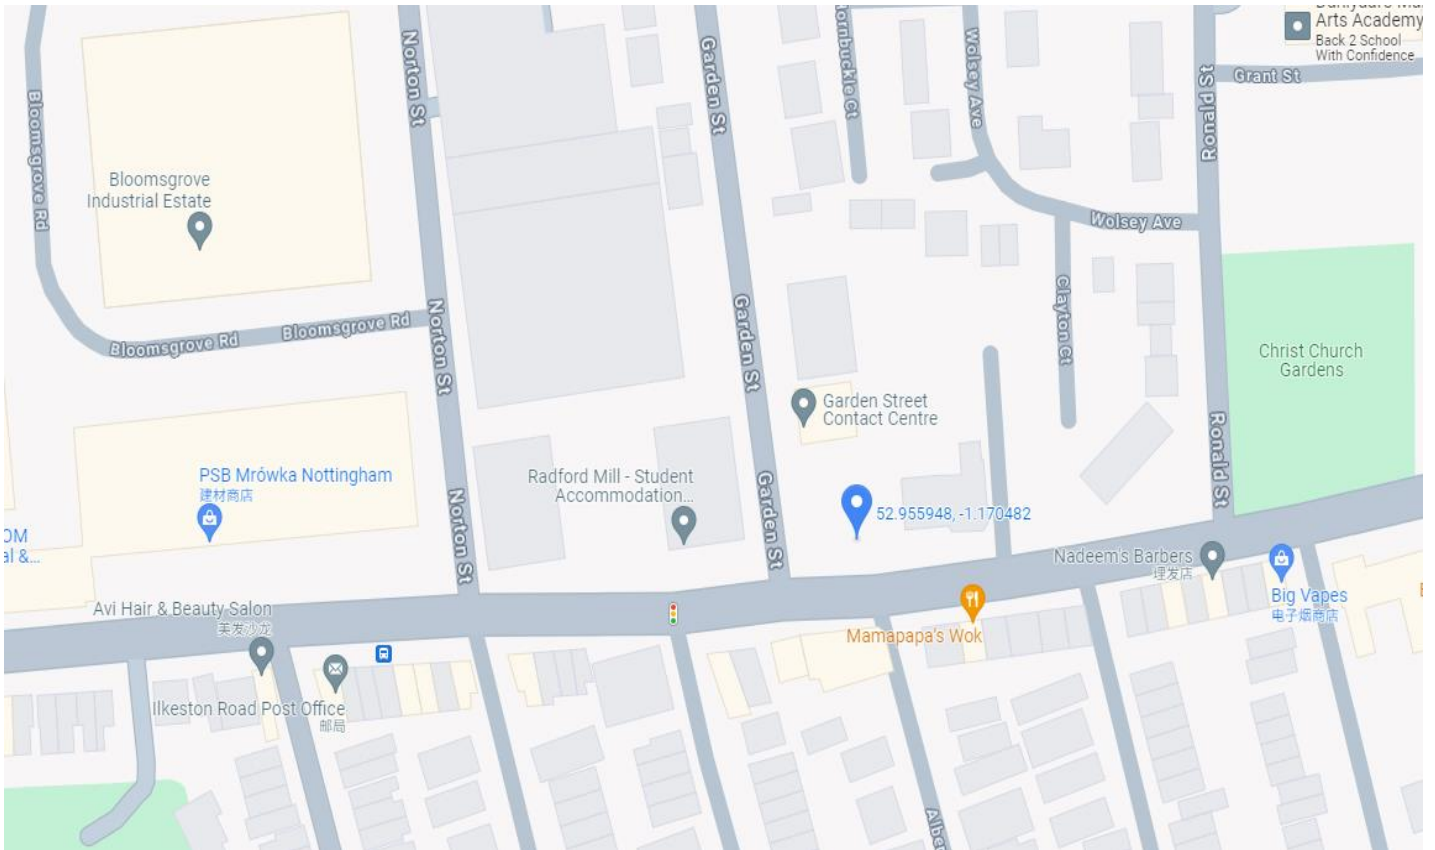 Arts Academy
Back 2 School
With Confidence
Grant St
Norton St
Garden St
Wolsey Ave
Ronald St
Bloomsgrove Rd
Bloomsgrove
Industrial Estate
Wolsey Ave
Clayton Ct
Norton St
Garden St
Bloomsgrove Rd
Bloomsgrove Rd
Christ Church
Gardens
Garden Street
Contact Centre
Ronald St
PSB Mrówka Nottingham
建材商店
Radford Mill - Student
Accommodation...
Norton St
Garden St
52.955948, -1.170482
Nadeem's Barbers
理发店
Avi Hair & Beauty Salon
美发沙龙
Big Vapes
电子烟商店
Mamapapa's Wok
Ilkeston Road Post Office
邮局